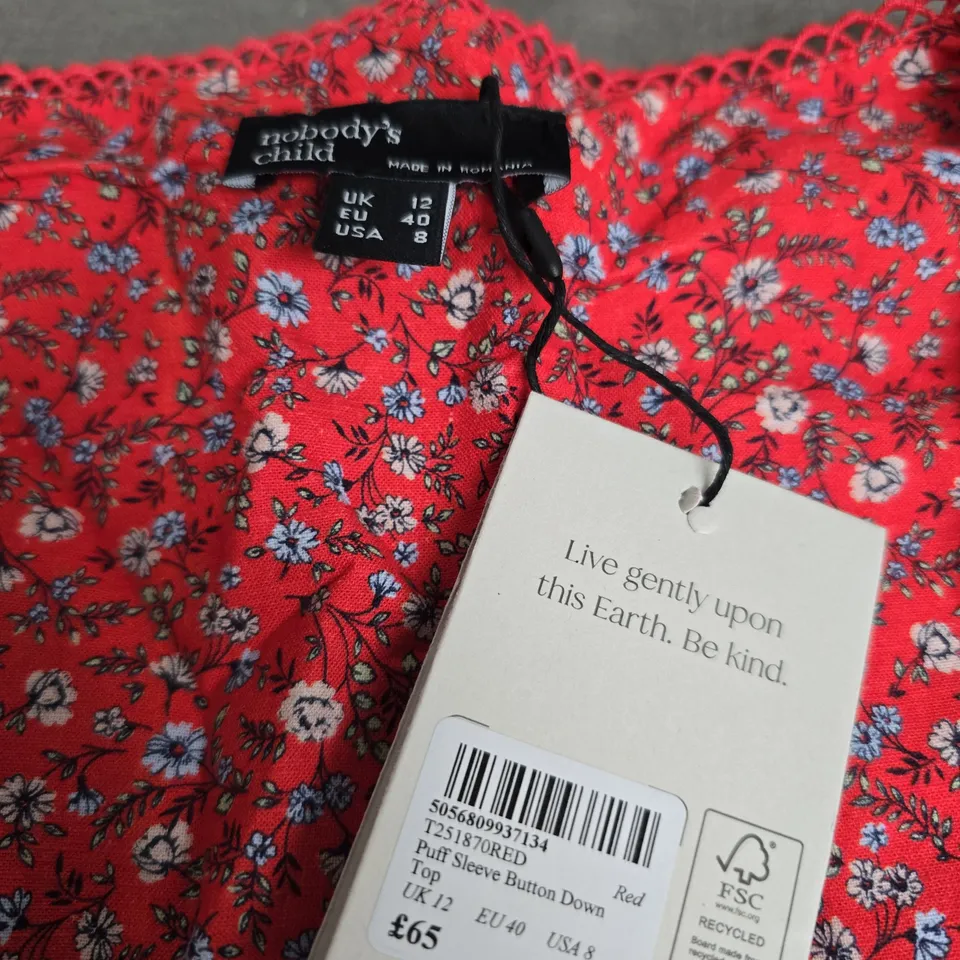 nobody's
child
MADE IN ROMANIA
UK 12
EU 40
USA 8
Live gently upon
this Earth. Be kind.
5056809937134
T251870RED
Puff Sleeve Button Down
Top Red
UK 12 EU 40 USA 8
£65
FSC
www.fsc.org
RECYCLED
Board made from